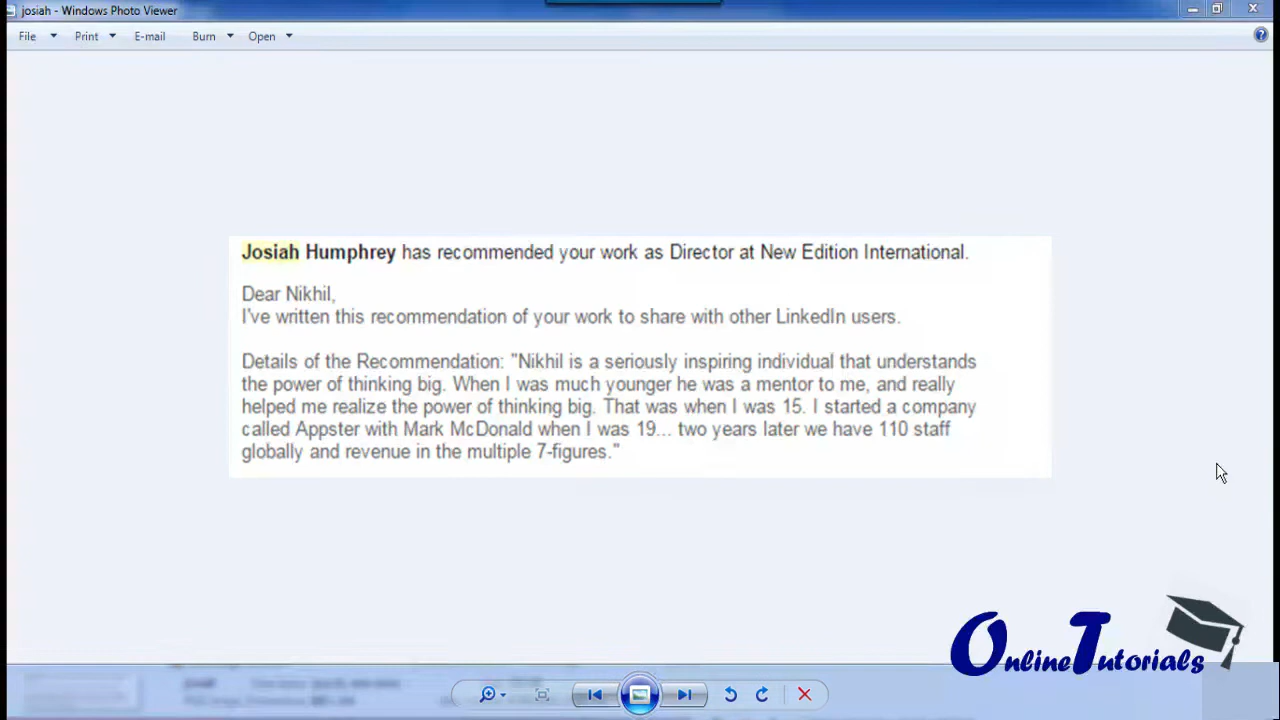 josiah - Windows Photo Viewer
File Print E-mail Burn Open
Josiah Humphrey has recommended your work as Director at New Edition International.
Dear Nikhil,
I've written this recommendation of your work to share with other LinkedIn users.
Details of the Recommendation: "Nikhil is a seriously inspiring individual that understands
the power of thinking big. When I was much younger he was a mentor to me, and really
helped me realize the power of thinking big. That was when I was 15. I started a company
called Appster with Mark McDonald when I was 19... two years later we have 110 staff
globally and revenue in the multiple 7-figures."
OnlineTutorials